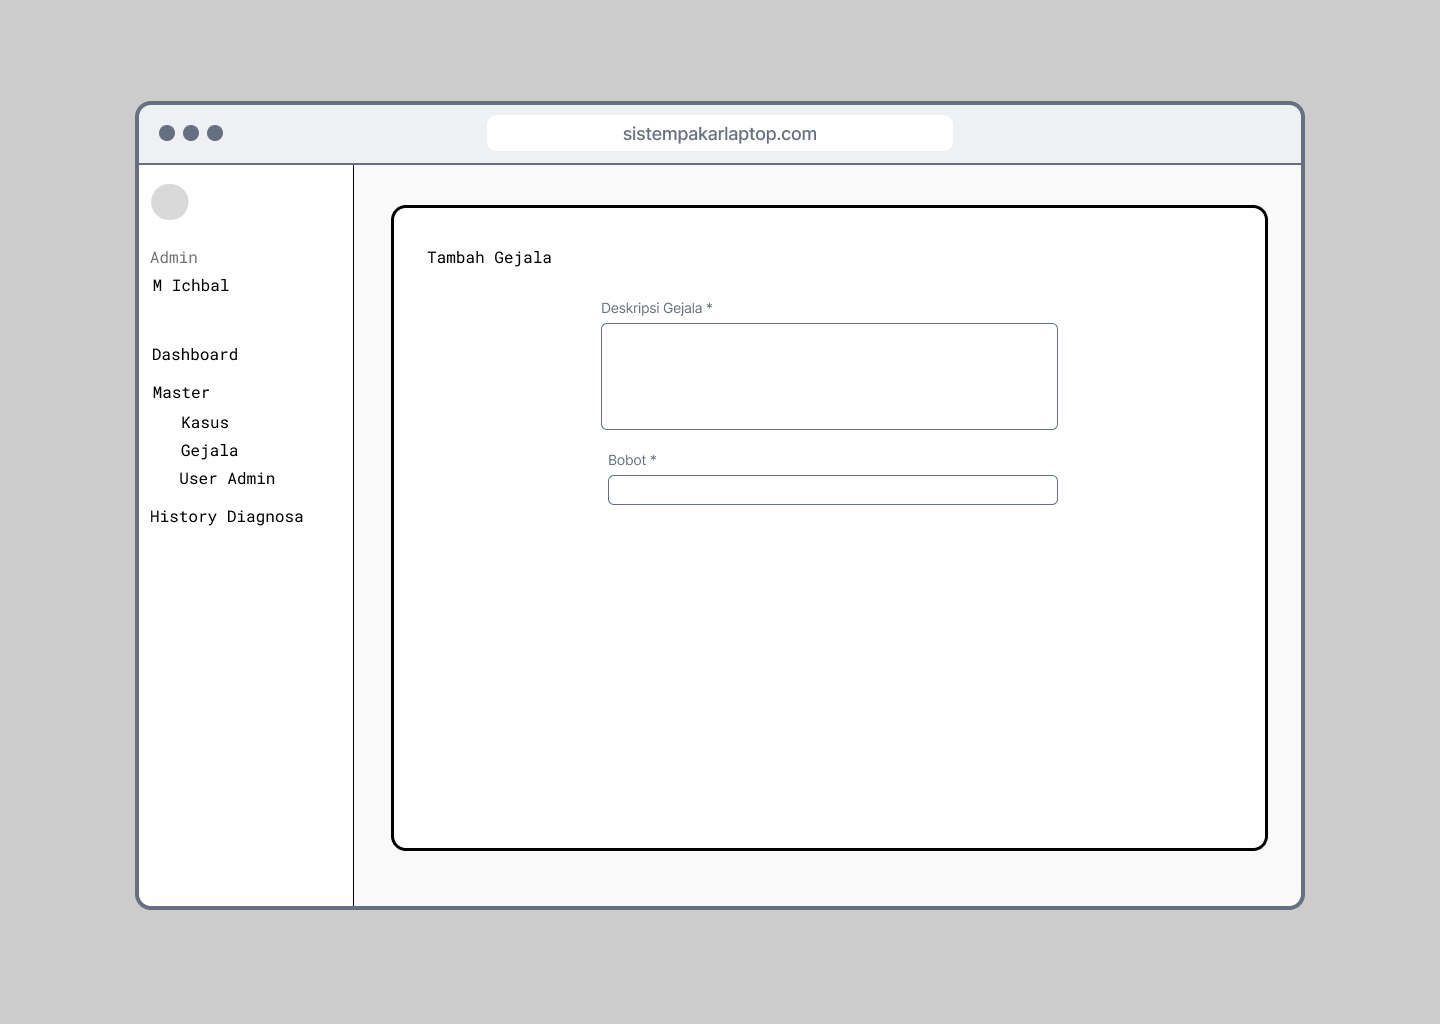 sistempakarlaptop.com
Admin
M Ichbal
Dashboard
Master
Kasus
Gejala
User Admin
History Diagnosa
Tambah Gejala
Deskripsi Gejala *
Bobot *